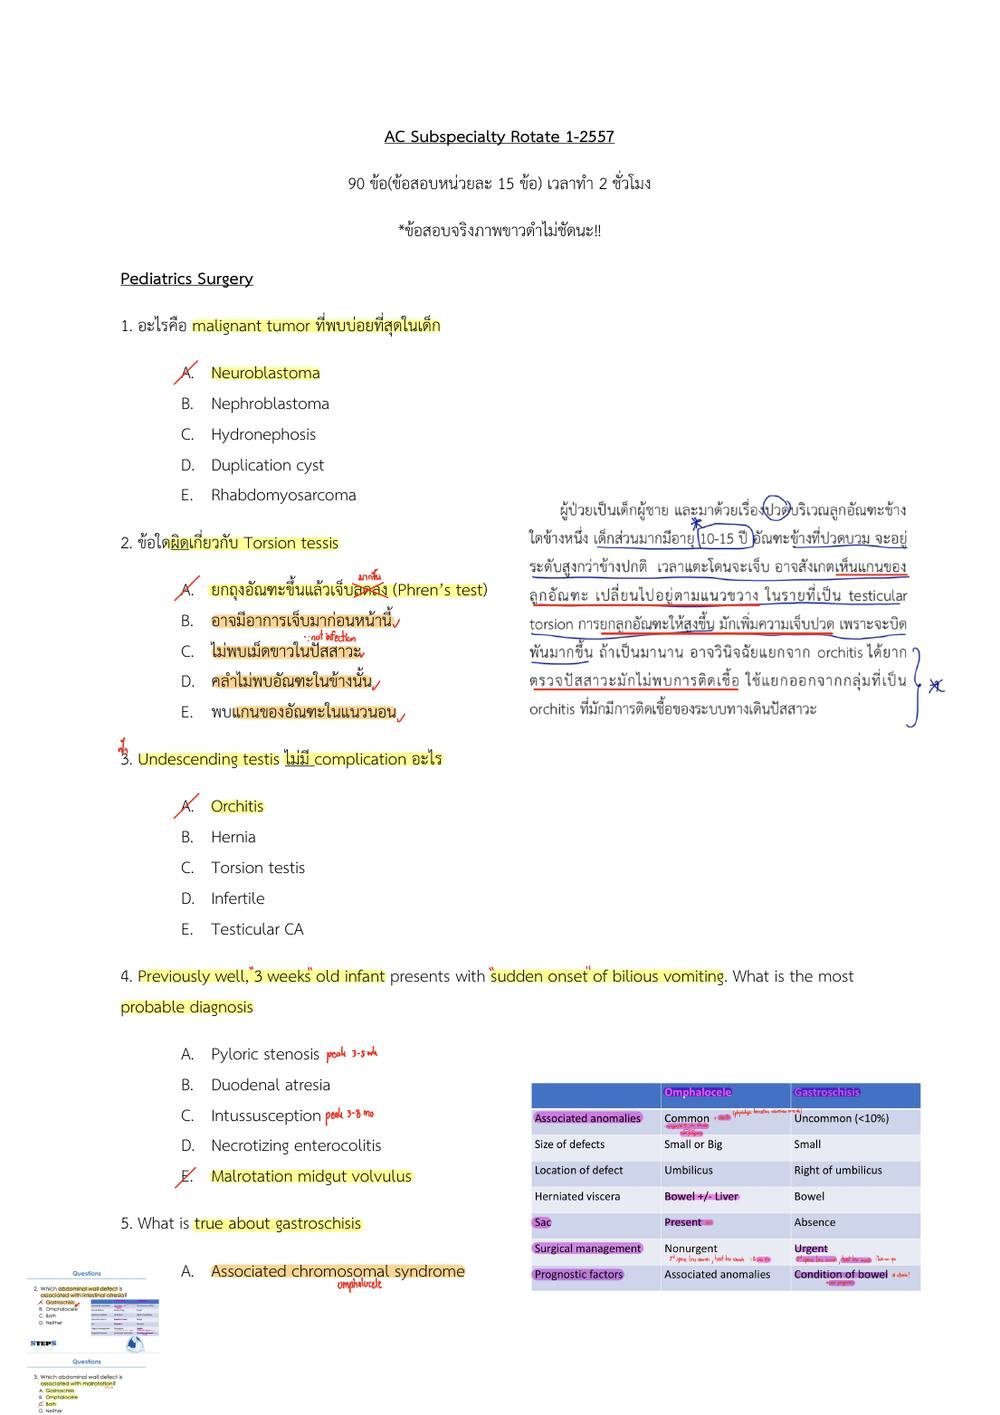 AC Subspecialty Rotate 1-2557
90 ข้อ(ข้อสอบหน่วยละ 15 ข้อ) เวลาทำ 2 ชั่วโมง
*ข้อสอบจริงภาพขาวดำไม่ชัดนะ!!
Pediatrics Surgery
1. อะไรคือ malignant tumor ที่พบบ่อยที่สุดในเด็ก
A. Neuroblastoma
B. Nephroblastoma
C. Hydronephosis
D. Duplication cyst
E. Rhabdomyosarcoma
2. ข้อใดผิดเกี่ยวกับ Torsion tessis
มากขึ้น
A. ยกถุงอัณฑะขึ้นแล้วเจ็บลดลง (Phren's test)
B. อาจมีอาการเจ็บมาก่อนหน้านี้
not infection
C. ไม่พบเม็ดขาวในปัสสาวะ
D. คลำไม่พบอัณฑะในข้างนั้น
E. พบแกนของอัณฑะในแนวนอน
ผู้ป่วยเป็นเด็กผู้ชาย และมาด้วยเรื่องปวดบริเวณลูกอัณฑะข้าง
ใดข้างหนึ่ง เด็กส่วนมากมีอายุ 10-15 ปี อัณฑะข้างที่ปวดบวม จะอยู่
ระดับสูงกว่าข้างปกติ เวลาแตะโดนจะเจ็บ อาจสังเกตเห็นแกนของ
ลูกอัณฑะ เปลี่ยนไปอยู่ตามแนวขวาง ในรายที่เป็น testicular
torsion การยกลูกอัณฑะให้สูงขึ้น มักเพิ่มความเจ็บปวด เพราะจะบิด
พันมากขึ้น ถ้าเป็นมานาน อาจวินิจฉัยแยกจาก orchitis ได้ยาก
ตรวจปัสสาวะมักไม่พบการติดเชื้อ ใช้แยกออกจากกลุ่มที่เป็น
orchitis ที่มักมีการติดเชื้อของระบบทางเดินปัสสาวะ
3. Undescending testis ไม่มี complication อะไร
A. Orchitis
B. Hernia
C. Torsion testis
D. Infertile
E. Testicular CA
4. Previously well, "3 weeks" old infant presents with "sudden onset" of bilious vomiting. What is the most
probable diagnosis
A. Pyloric stenosis peak 3-5 wk
B. Duodenal atresia
C. Intussusception peak 3-8 mo
D. Necrotizing enterocolitis
E. Malrotation midgut volvulus
5. What is true about gastroschisis
A. Associated chromosomal syndrome
omphalocele
Omphalocele Gastroschisis
Associated anomalies Common Uncommon (<10%)
Size of defects Small or Big Small
Location of defect Umbilicus Right of umbilicus
Herniated viscera Bowel +/- Liver Bowel
Sac Present Absence
Surgical management Nonurgent Urgent
Prognostic factors Associated anomalies Condition of bowel
Questions
2. Which abdominal wall defect is
associated with intestinal atresia?
A. Gastroschisis
B. Omphalocele
C. Both
D. Neither
STEPS
Questions
3. Which abdominal wall defect is
associated with malrotation?
A. Gastroschisis
B. Omphalocele
C. Both
D. Neither